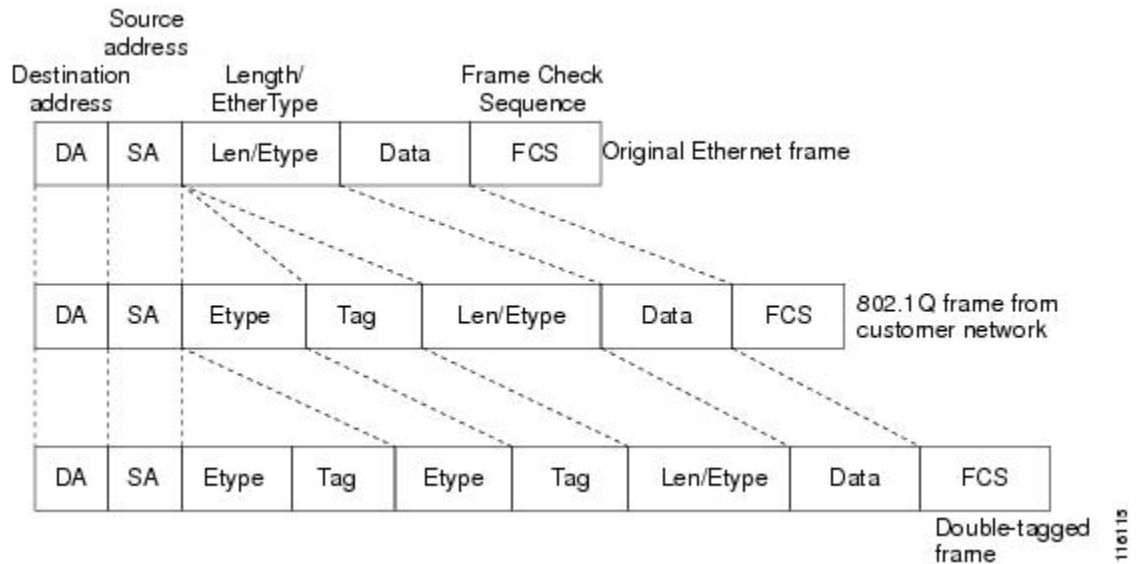 Source
address
Destination
address
Length/
EtherType
Frame Check
Sequence
DA SA Len/Etype Data FCS Original Ethernet frame
DA SA Etype Tag Len/Etype Data FCS
802.1Q frame from
customer network
DA SA Etype Tag Etype Tag Len/Etype Data FCS
Double-tagged
frame
116115